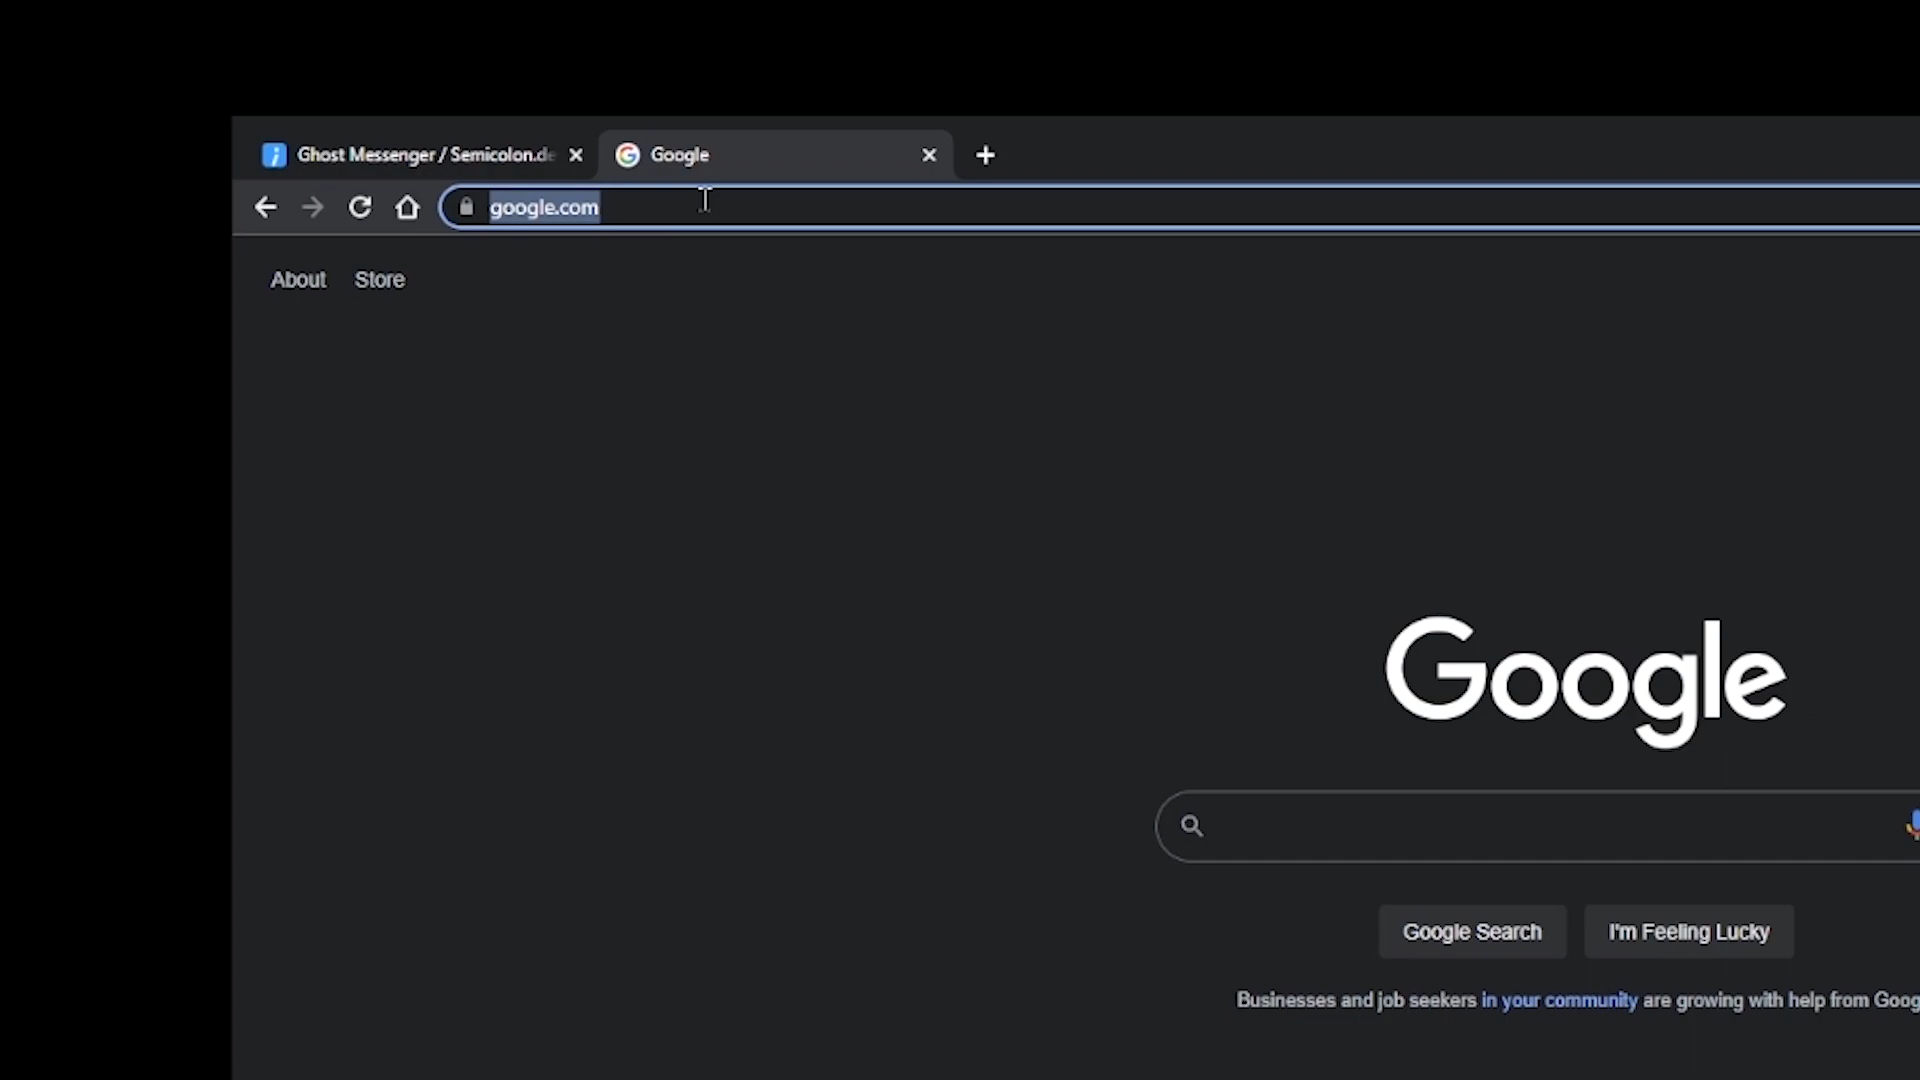 Ghost Messenger / Semicolon.de
Google
google.com
About Store
Google
Google Search I'm Feeling Lucky
Businesses and job seekers in your community are growing with help from Goog